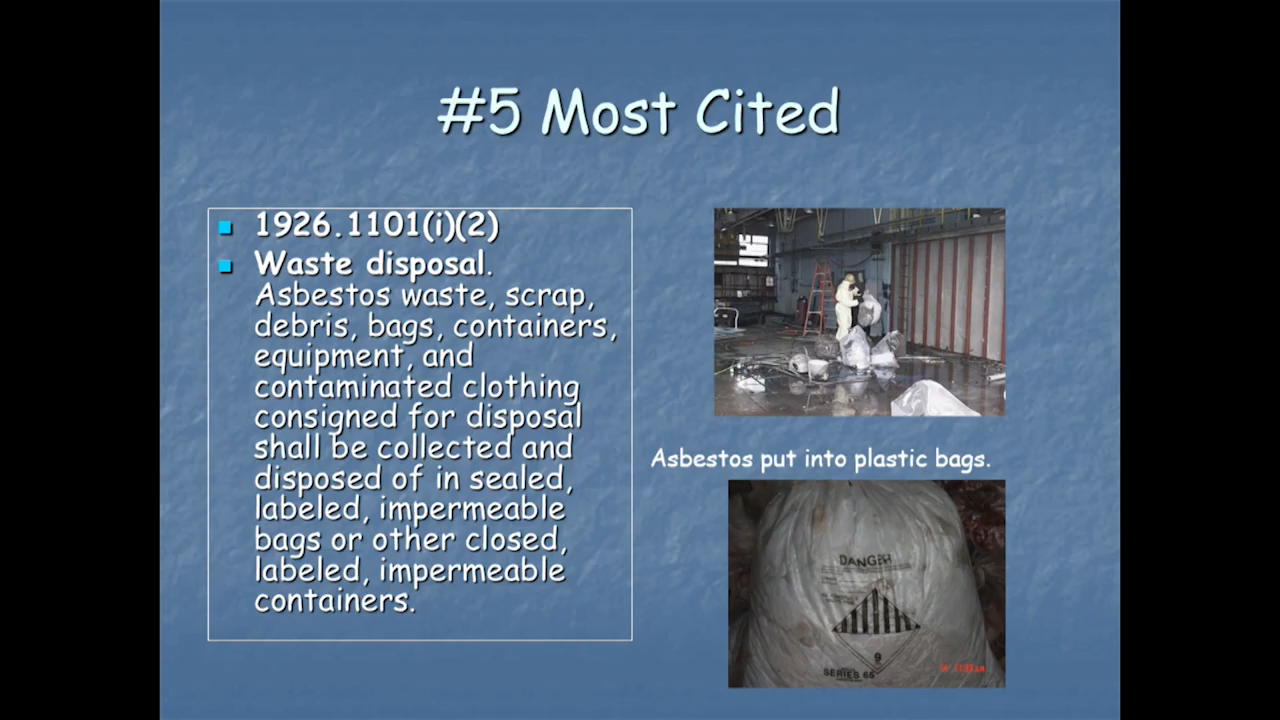 #5 Most Cited
1926.1101(i)(2)
Waste disposal.
Asbestos waste, scrap,
debris, bags, containers,
equipment, and
contaminated clothing
consigned for disposal
shall be collected and
disposed of in sealed,
labeled, impermeable
bags or other closed,
labeled, impermeable
containers.
Asbestos put into plastic bags.
DANGER
9
SERIES 65